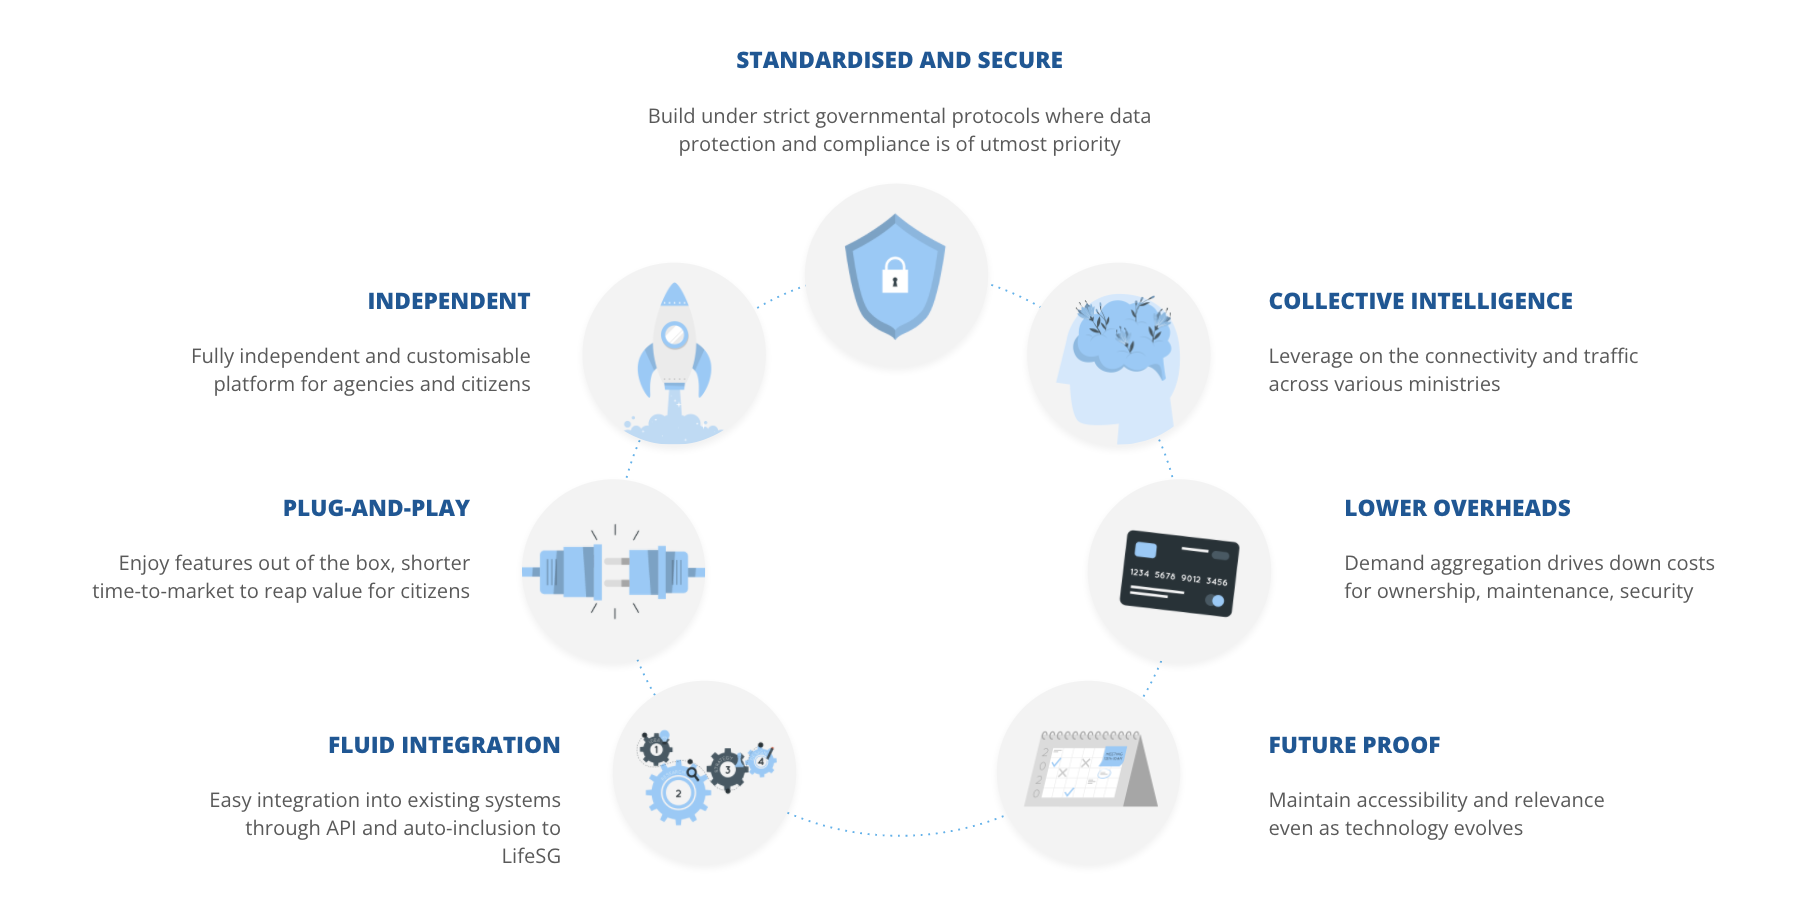 STANDARDISED AND SECURE
Build under strict governmental protocols where data
protection and compliance is of utmost priority
INDEPENDENT
Fully independent and customisable
platform for agencies and citizens
COLLECTIVE INTELLIGENCE
Leverage on the connectivity and traffic
across various ministries
PLUG-AND-PLAY
Enjoy features out of the box, shorter
time-to-market to reap value for citizens
LOWER OVERHEADS
Demand aggregation drives down costs
for ownership, maintenance, security
1234 5678 9012 3456
FLUID INTEGRATION
Easy integration into existing systems
through API and auto-inclusion to
LifeSG
1
2
3
4
FUTURE PROOF
Maintain accessibility and relevance
even as technology evolves
2020